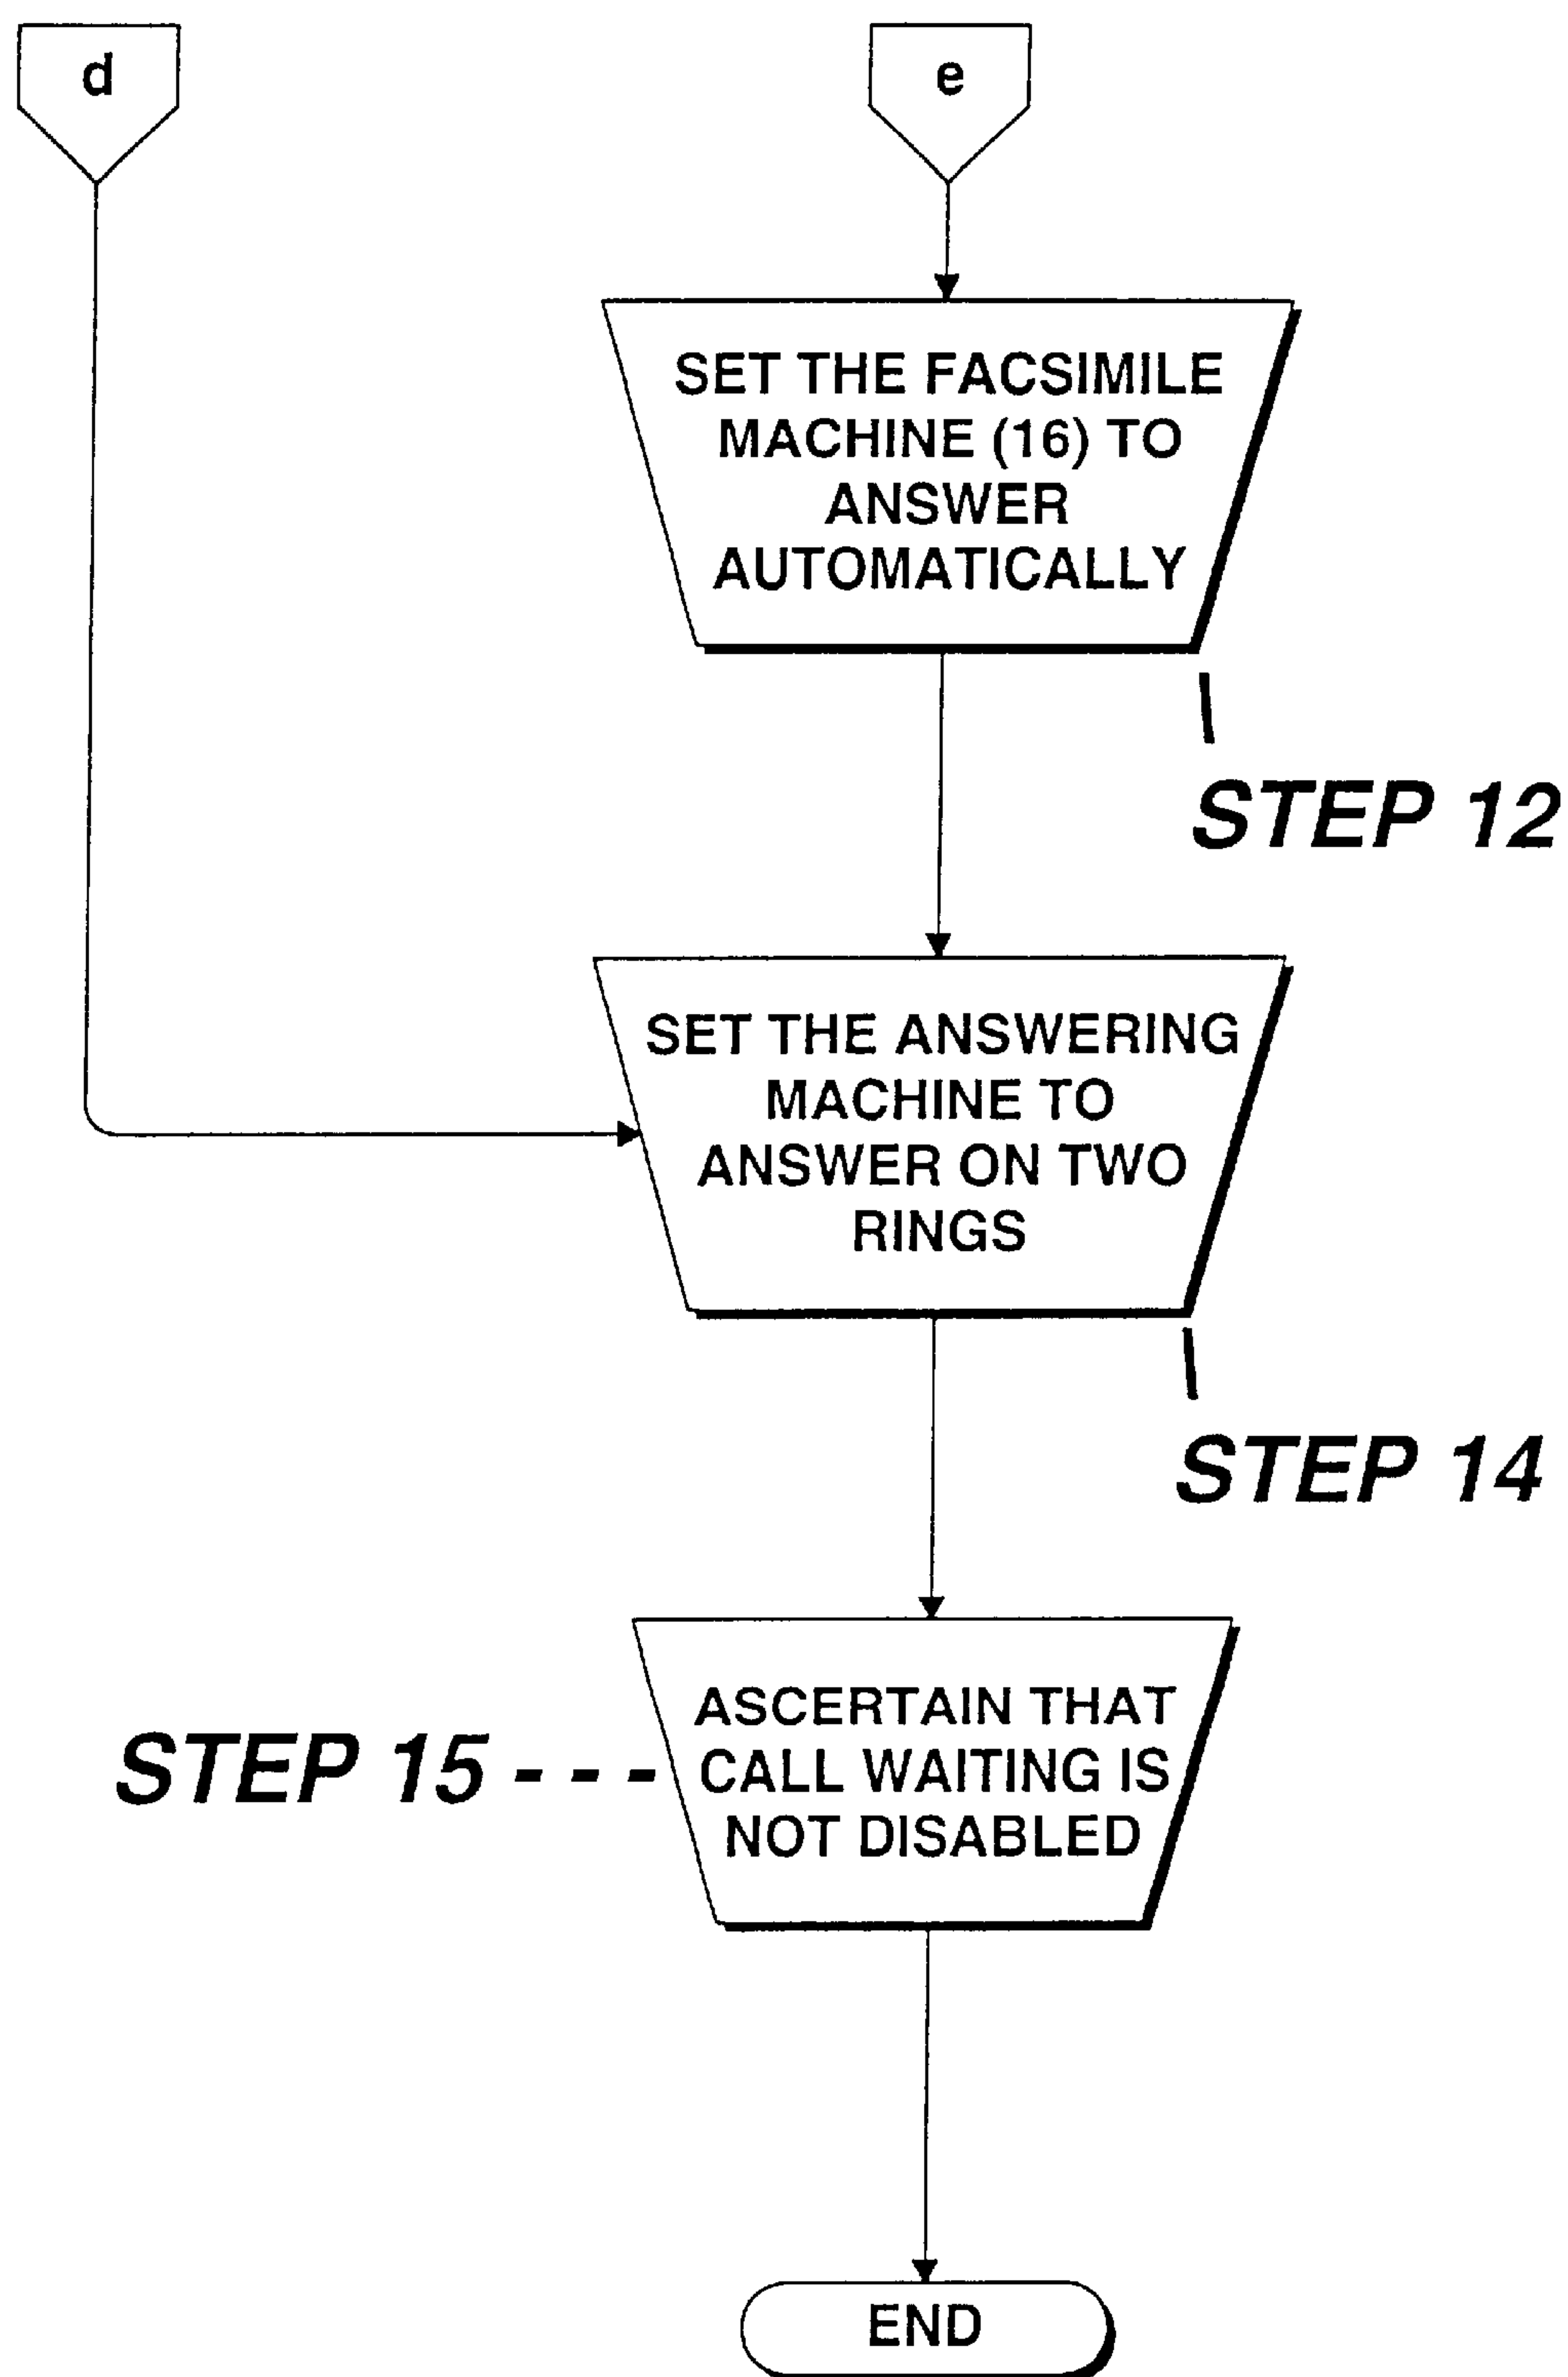 d
e
SET THE FACSIMILE
MACHINE (16) TO
ANSWER
AUTOMATICALLY
STEP 12
SET THE ANSWERING
MACHINE TO
ANSWER ON TWO
RINGS
STEP 14
ASCERTAIN THAT
CALL WAITING IS
NOT DISABLED
STEP 15 - - -
END